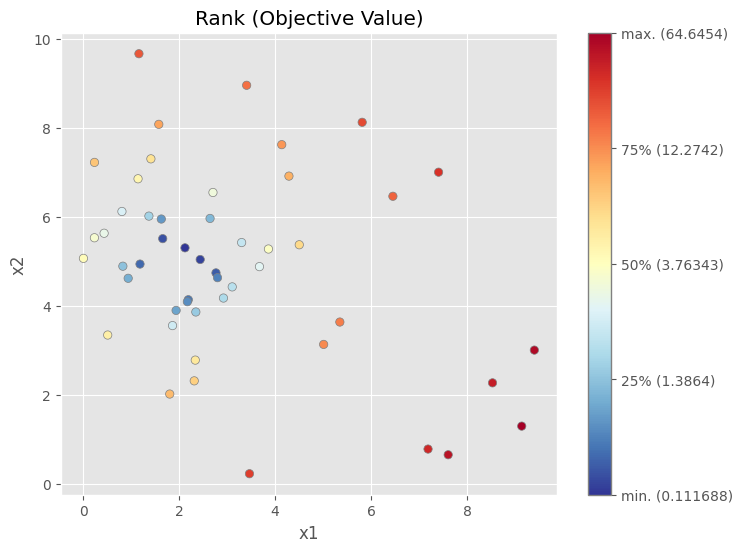 Rank (Objective Value)
10
8
6
4
2
0
x2
0
2
4
6
8
x1
max. (64.6454)
75% (12.2742)
50% (3.76343)
25% (1.3864)
min. (0.111688)